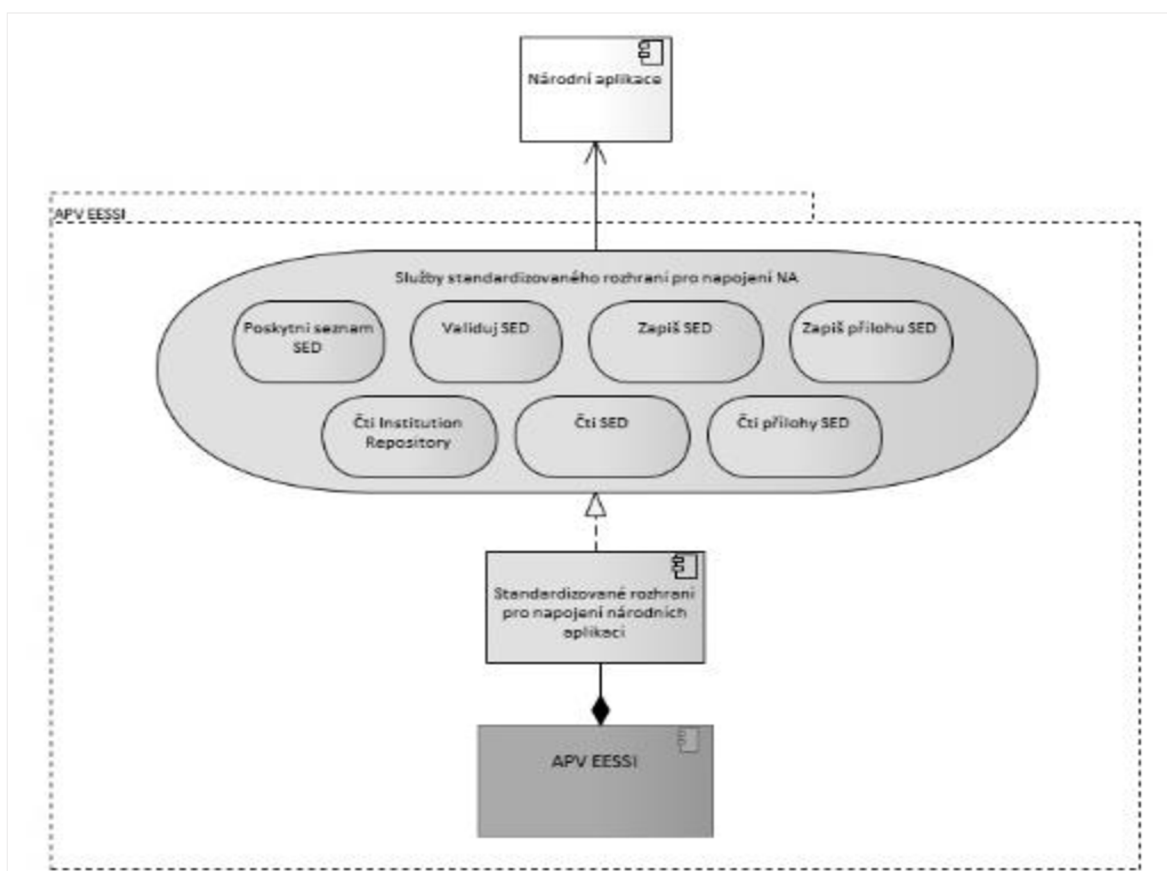 Národní aplikace
APV EESSI
Služby standardizovaného rozhraní pro napojení NA
Poskytni seznam
SED
Validuj SED
Zapiš SED
Zapiš přílohu SED
Čti Institution
Repository
Čti SED
Čti přílohy SED
Standardizované rozhraní
pro napojení národních
aplikací
APV EESSI